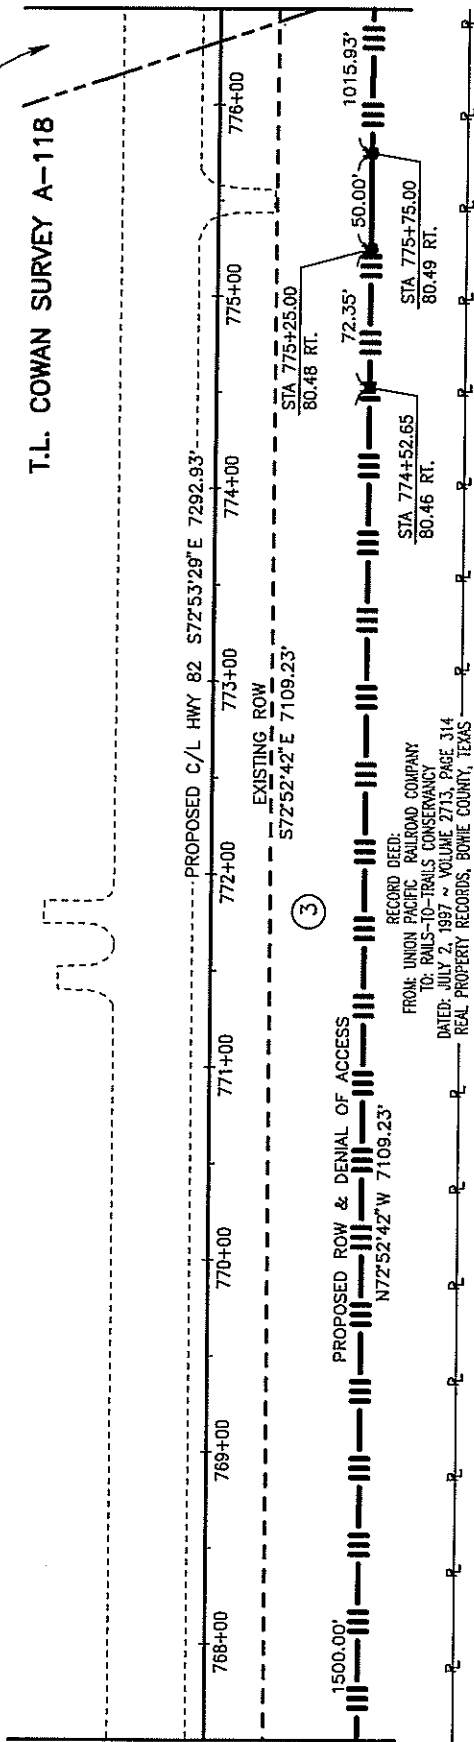 T.L. COWAN SURVEY A-118
PROPOSED C/L HWY 82 S72°53'29"E 7292.93'
768+00
769+00
770+00
771+00
772+00
773+00
774+00
775+00
776+00
EXISTING ROW
S72°52'42"E 7109.23'
STA 775+25.00
80.48 RT.
3
1500.00'
PROPOSED ROW & DENIAL OF ACCESS
N72°52'42"W 7109.23'
72.35'
50.00'
1015.93'
STA 774+52.65
80.46 RT.
STA 775+75.00
80.49 RT.
RECORD DEED:
FROM: UNION PACIFIC RAILROAD COMPANY
TO: RAILS-TO-TRAILS CONSERVANCY
DATED: JULY 2, 1997 ~ VOLUME 2713, PAGE 314
REAL PROPERTY RECORDS, BOWIE COUNTY, TEXAS